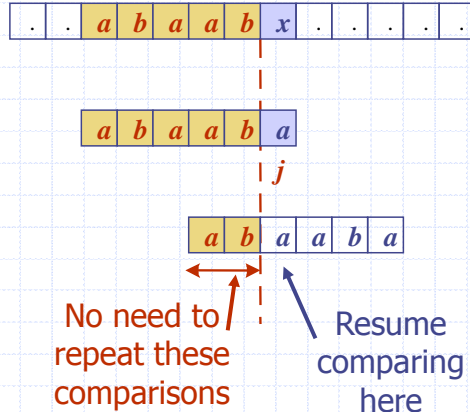 . . a b a a b x . . . . .
a b a a b a
j
a b a a b a
No need to
repeat these
comparisons
Resume
comparing
here